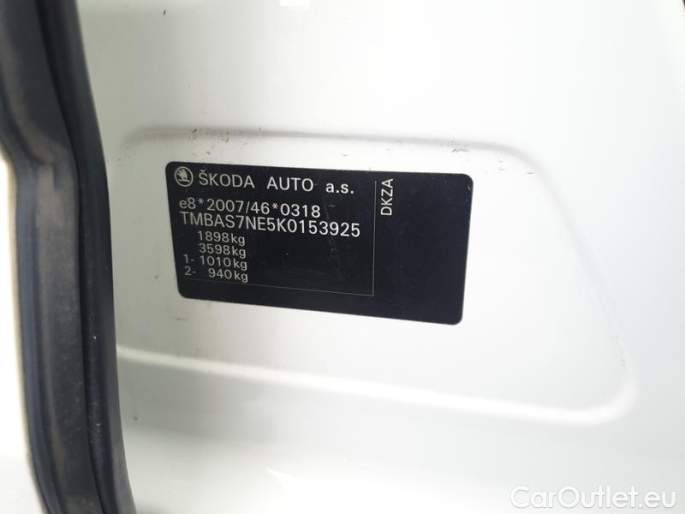 ŠKODA AUTO a.s.
e8*2007/46*0318
TMBAS7NE5K0153925
1898kg
3598kg
1- 1010kg
2- 940kg
DKZA
CarOutlet.eu